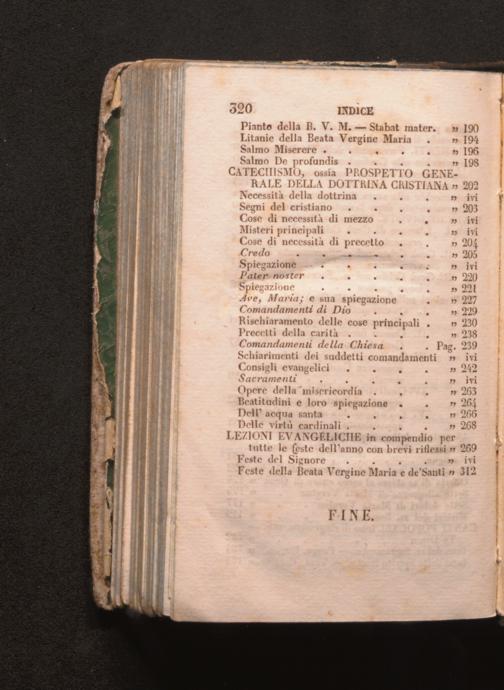 320 INDICE
Pianto della B. V. M. — Stabat mater. „ 190
Litanie della Beata Vergine Maria . „ 194
Salmo Miserere . . . . . . „ 196
Salmo De profundis . . . . . „ 198
CATECHISMO, ossia PROSPETTO GENE-
RALE DELLA DOTTRINA CRISTIANA „ 202
Necessità della dottrina . . . . „ ivi
Segni del cristiano . . . . . „ 203
Cose di necessità di mezzo . . . „ ivi
Misteri principali . . . . . „ ivi
Cose di necessità di precetto . . . „ 204
Credo . . . . . . . „ 205
Spiegazione . . . . . . „ ivi
Pater noster . . . . . . „ 220
Spiegazione . . . . . . „ 221
Ave, Maria; e sua spiegazione . . „ 227
Comandamenti di Dio . . . . „ 229
Rischiaramento delle cose principali . „ 230
Precetti della carità . . . . . „ 238
Comandamenti della Chiesa . . Pag. 239
Schiarimenti dei suddetti comandamenti „ ivi
Consigli evangelici . . . . . „ 242
Sacramenti . . . . . . „ ivi
Opere della misericordia . . . . „ 263
Beatitudini e loro spiegazione . . . „ 264
Dell' acqua santa . . . . . „ 266
Delle virtù cardinali . . . . . „ 268
LEZIONI EVANGELICHE in compendio per
tutte le feste dell'anno con brevi riflessi „ 269
Feste del Signore . . . . . „ ivi
Feste della Beata Vergine Maria e de'Santi „ 312
FINE.